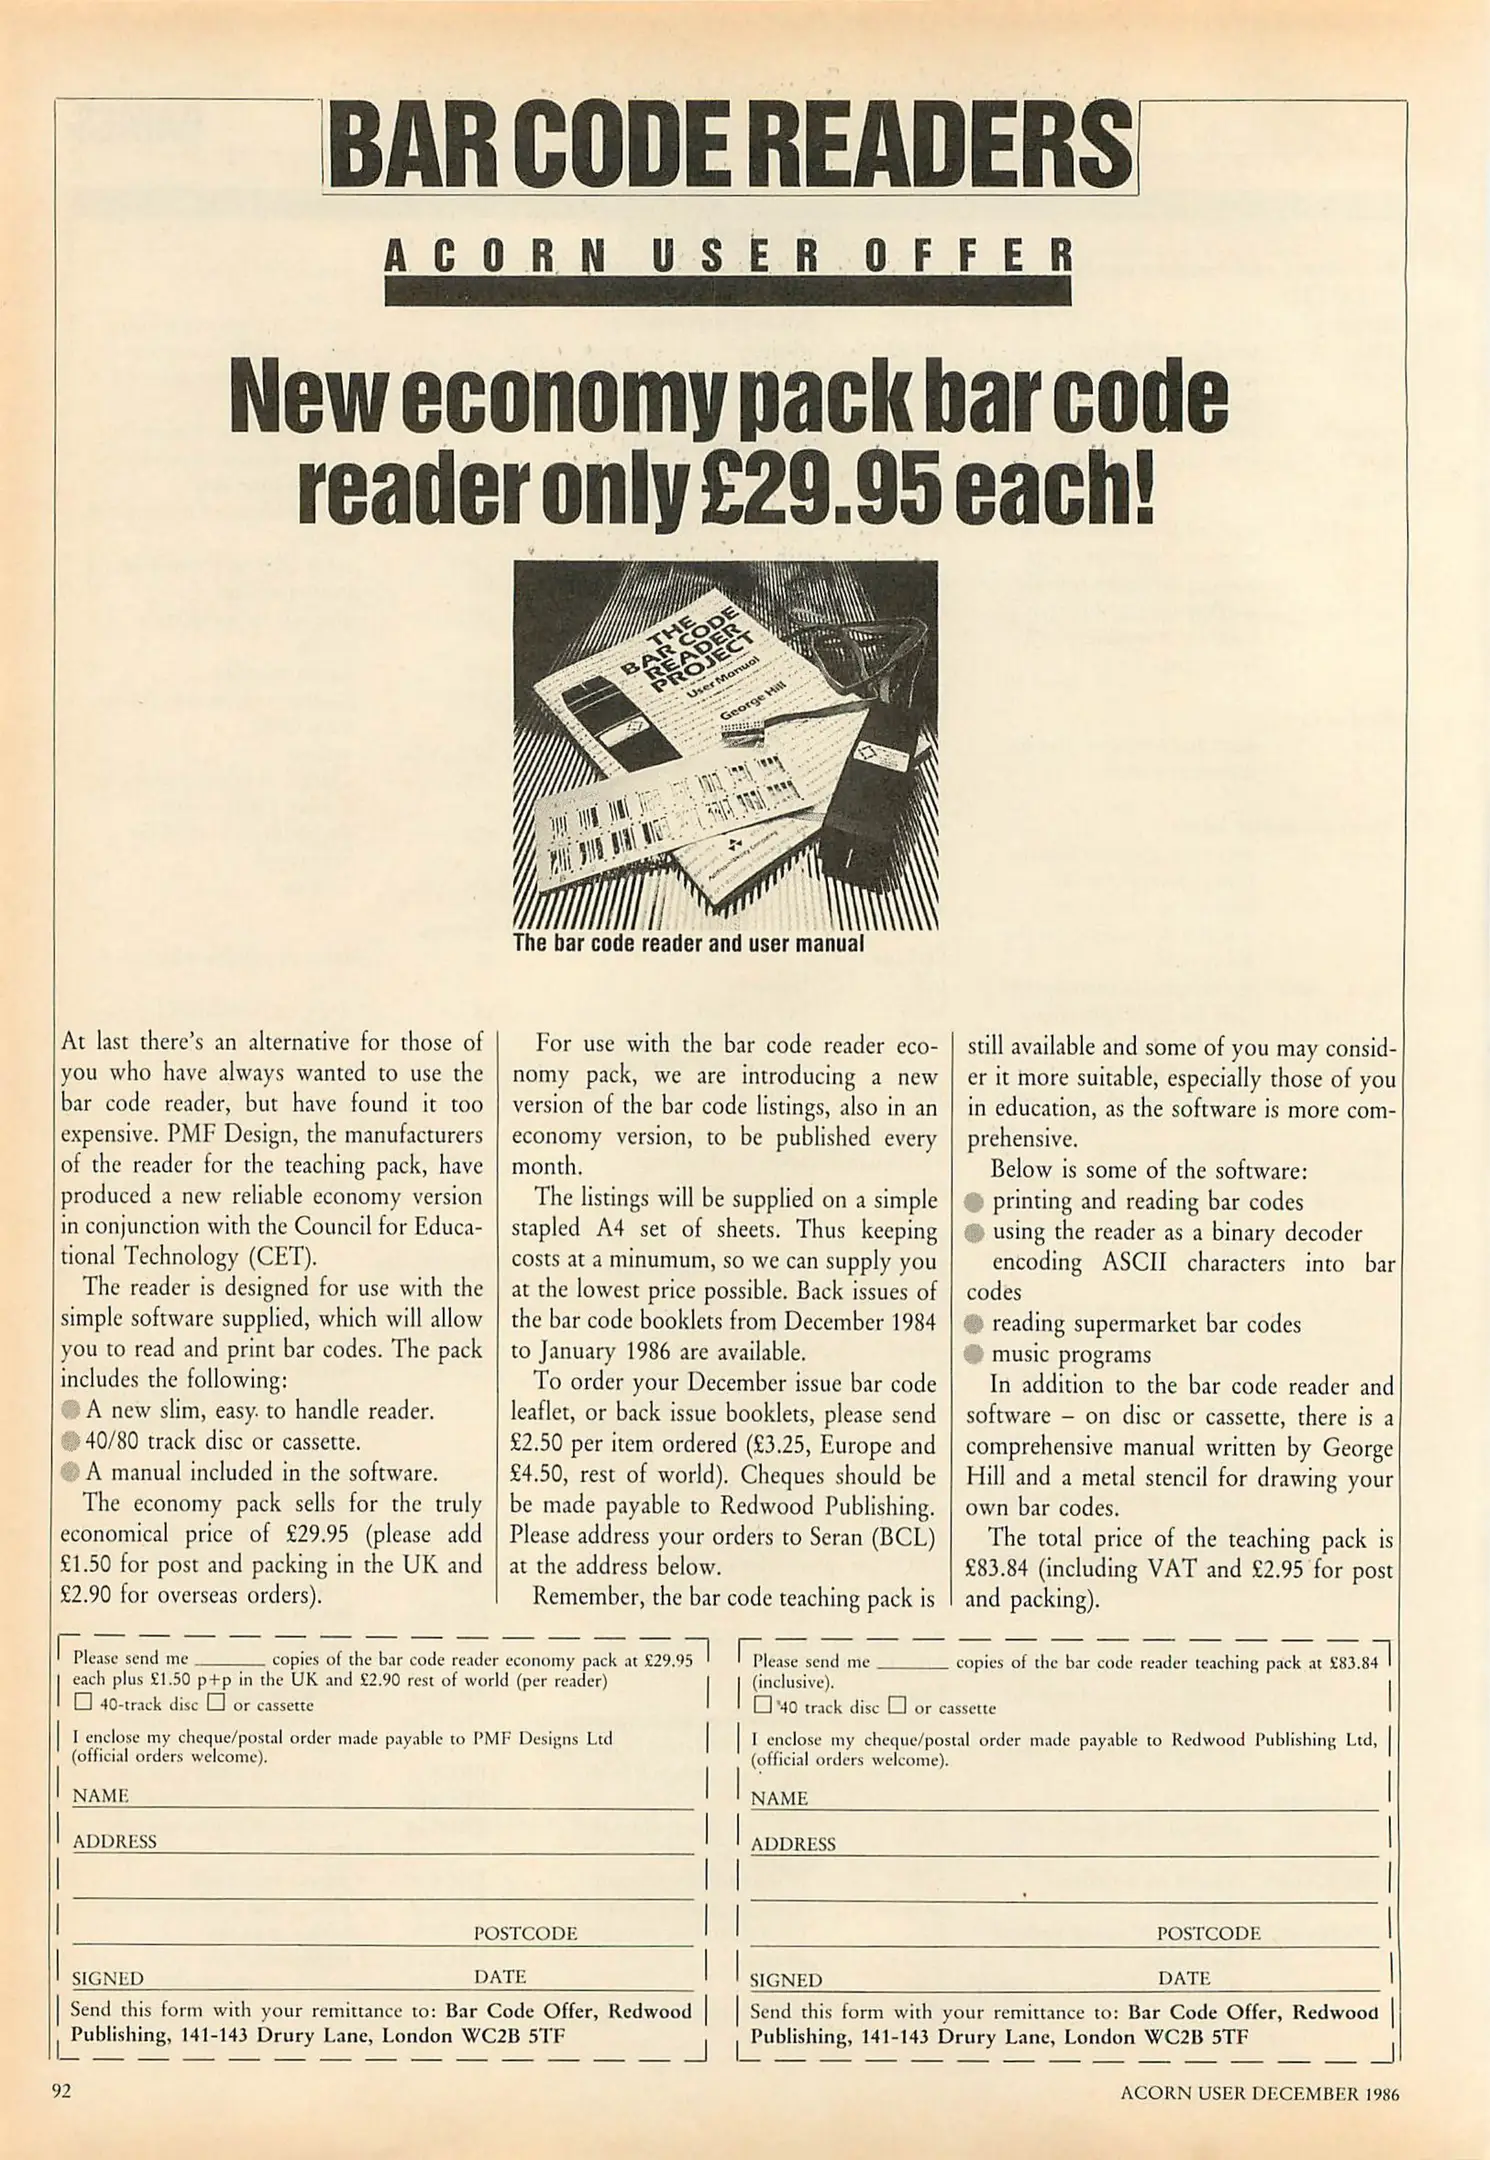 BAR CODE READERS
ACORN USER OFFER
New economy pack bar code
reader only £29.95 each!
THE
BAR CODE
READER
PROJECT
User Manual
George Hill
The bar code reader and user manual
At last there's an alternative for those of
you who have always wanted to use the
bar code reader, but have found it too
expensive. PMF Design, the manufacturers
of the reader for the teaching pack, have
produced a new reliable economy version
in conjunction with the Council for Educa-
tional Technology (CET).
The reader is designed for use with the
simple software supplied, which will allow
you to read and print bar codes. The pack
includes the following:
● A new slim, easy to handle reader.
● 40/80 track disc or cassette.
● A manual included in the software.
The economy pack sells for the truly
economical price of £29.95 (please add
£1.50 for post and packing in the UK and
£2.90 for overseas orders).
For use with the bar code reader eco-
nomy pack, we are introducing a new
version of the bar code listings, also in an
economy version, to be published every
month.
The listings will be supplied on a simple
stapled A4 set of sheets. Thus keeping
costs at a minumum, so we can supply you
at the lowest price possible. Back issues of
the bar code booklets from December 1984
to January 1986 are available.
To order your December issue bar code
leaflet, or back issue booklets, please send
£2.50 per item ordered (£3.25, Europe and
£4.50, rest of world). Cheques should be
be made payable to Redwood Publishing.
Please address your orders to Seran (BCL)
at the address below.
Remember, the bar code teaching pack is
still available and some of you may consid-
er it more suitable, especially those of you
in education, as the software is more com-
prehensive.
Below is some of the software:
● printing and reading bar codes
● using the reader as a binary decoder
encoding ASCII characters into bar
codes
● reading supermarket bar codes
● music programs
In addition to the bar code reader and
software – on disc or cassette, there is a
comprehensive manual written by George
Hill and a metal stencil for drawing your
own bar codes.
The total price of the teaching pack is
£83.84 (including VAT and £2.95 for post
and packing).
Please send me ______ copies of the bar code reader economy pack at £29.95
each plus £1.50 p+p in the UK and £2.90 rest of world (per reader)
☐ 40-track disc ☐ or cassette
I enclose my cheque/postal order made payable to PMF Designs Ltd
(official orders welcome).
NAME
ADDRESS
POSTCODE
SIGNED DATE
Send this form with your remittance to: Bar Code Offer, Redwood
Publishing, 141-143 Drury Lane, London WC2B 5TF
Please send me ______ copies of the bar code reader teaching pack at £83.84
(inclusive).
☐ 40 track disc ☐ or cassette
I enclose my cheque/postal order made payable to Redwood Publishing Ltd,
(official orders welcome).
NAME
ADDRESS
POSTCODE
SIGNED DATE
Send this form with your remittance to: Bar Code Offer, Redwood
Publishing, 141-143 Drury Lane, London WC2B 5TF
92
ACORN USER DECEMBER 1986